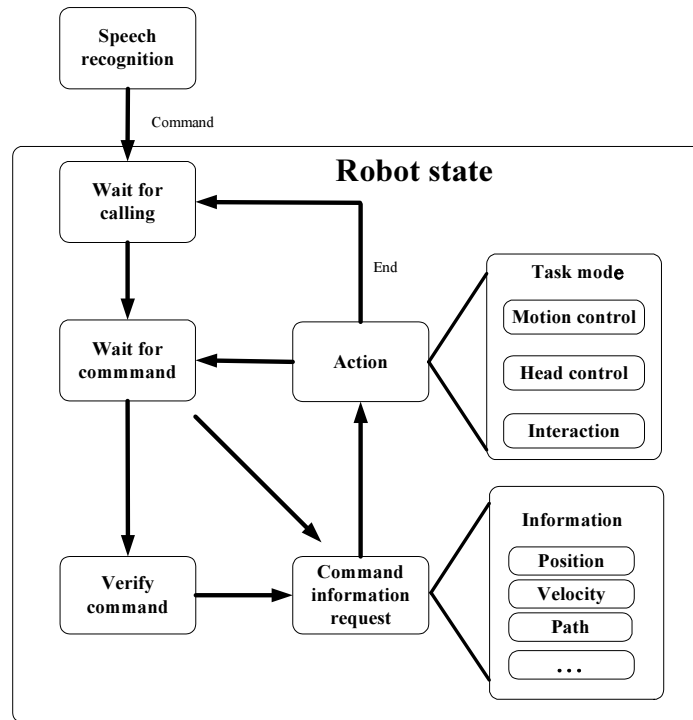 Speech
recognition
Command
Robot state
Wait for
calling
End
Task mode
Motion control
Wait for
commmand
Action
Head control
Interaction
Information
Position
Verify
command
Command
information
request
Velocity
Path
...